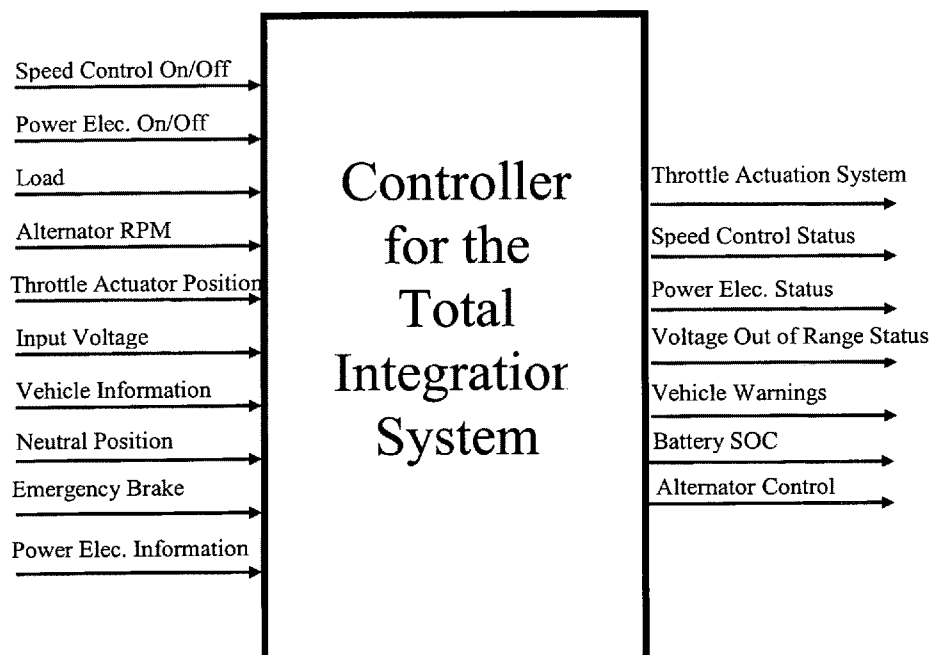 Speed Control On/Off
Power Elec. On/Off
Load
Alternator RPM
Throttle Actuator Position
Input Voltage
Vehicle Information
Neutral Position
Emergency Brake
Power Elec. Information
Controller
for the
Total
Integration
System
Throttle Actuation System
Speed Control Status
Power Elec. Status
Voltage Out of Range Status
Vehicle Warnings
Battery SOC
Alternator Control